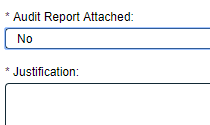 * Audit Report Attached:
No
* Justification: